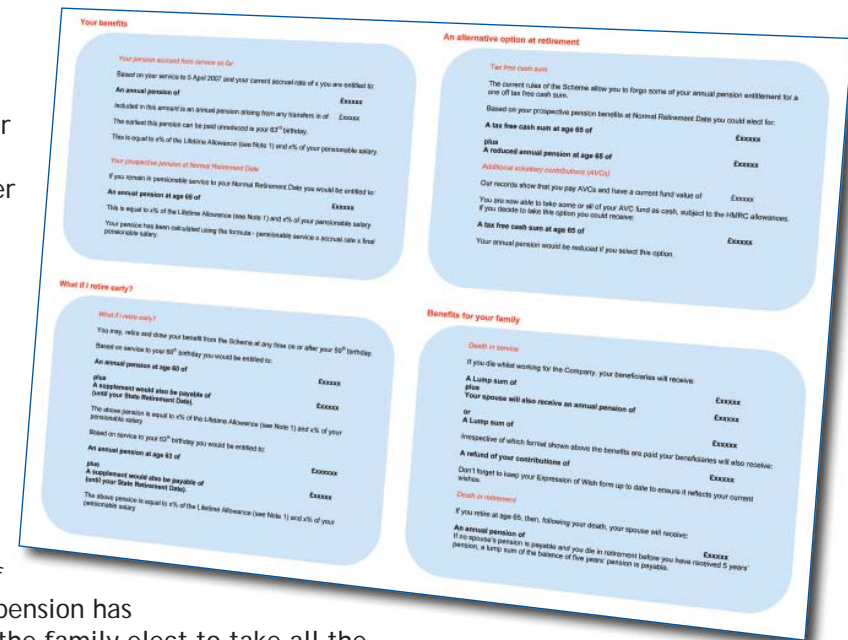 Your benefits
Your pension accrued from service so far
Based on your service to 5 April 2007 and your current accrual rate of x you are entitled to:
An annual pension of £xxxxx
Included in this amount is an annual pension arising from any transfers in of £xxxxx
The earliest this pension can be paid unreduced is your 63rd birthday.
This is equal to x% of the Lifetime Allowance (see Note 1) and x% of your pensionable salary.
Your prospective pension at Normal Retirement Date
If you remain in pensionable service to your Normal Retirement Date you would be entitled to:
An annual pension at age 65 of £xxxxx
This is equal to x% of the Lifetime Allowance (see Note 1) and x% of your pensionable salary
Your pension has been calculated using the formula - pensionable service x accrual rate x final
pensionable salary.
An alternative option at retirement
Tax free cash sum
The current rules of the Scheme allow you to forgo some of your annual pension entitlement for a
one off tax free cash sum.
Based on your prospective pension benefits at Normal Retirement Date you could elect for:
A tax free cash sum at age 65 of £xxxxx
plus
A reduced annual pension at age 65 of £xxxxx
Additional voluntary contributions (AVCs)
Our records show that you pay AVCs and have a current fund value of £xxxxx
You are now able to take some or all of your AVC fund as cash, subject to the HMRC allowances.
If you decide to take this option you could receive:
A tax free cash sum at age 65 of £xxxxx
Your annual pension would be reduced if you select this option.
What if I retire early?
What if I retire early?
You may, retire and draw your benefit from the Scheme at any time on or after your 50th birthday.
Based on service to your 60th birthday you would be entitled to:
An annual pension at age 60 of £xxxxx
plus
A supplement would also be payable of £xxxxx
(until your State Retirement Date).
The above pension is equal to x% of the Lifetime Allowance (see Note 1) and x% of your
pensionable salary
Based on service to your 63rd birthday you would be entitled to:
An annual pension at age 63 of £xxxxxx
plus
A supplement would also be payable of £xxxxx
(until your State Retirement Date).
The above pension is equal to x% of the Lifetime Allowance (see Note 1) and x% of your
pensionable salary
Benefits for your family
Death in service
If you die whilst working for the Company, your beneficiaries will receive:
A Lump sum of £xxxxx
plus
Your spouse will also receive an annual pension of £xxxxx
or
A Lump sum of £xxxxx
Irrespective of which format shown above the benefits are paid your beneficiaries will also receive:
A refund of your contributions of £xxxxx
Don't forget to keep your Expression of Wish form up to date to ensure it reflects your current
wishes.
Death in retirement
If you retire at age 65, then, following your death, your spouse will receive:
An annual pension of £xxxxx
If no spouse's pension is payable and you die in retirement before you have received 5 years'
pension, a lump sum of the balance of five years' pension is payable.
pension has
the family elect to take all the